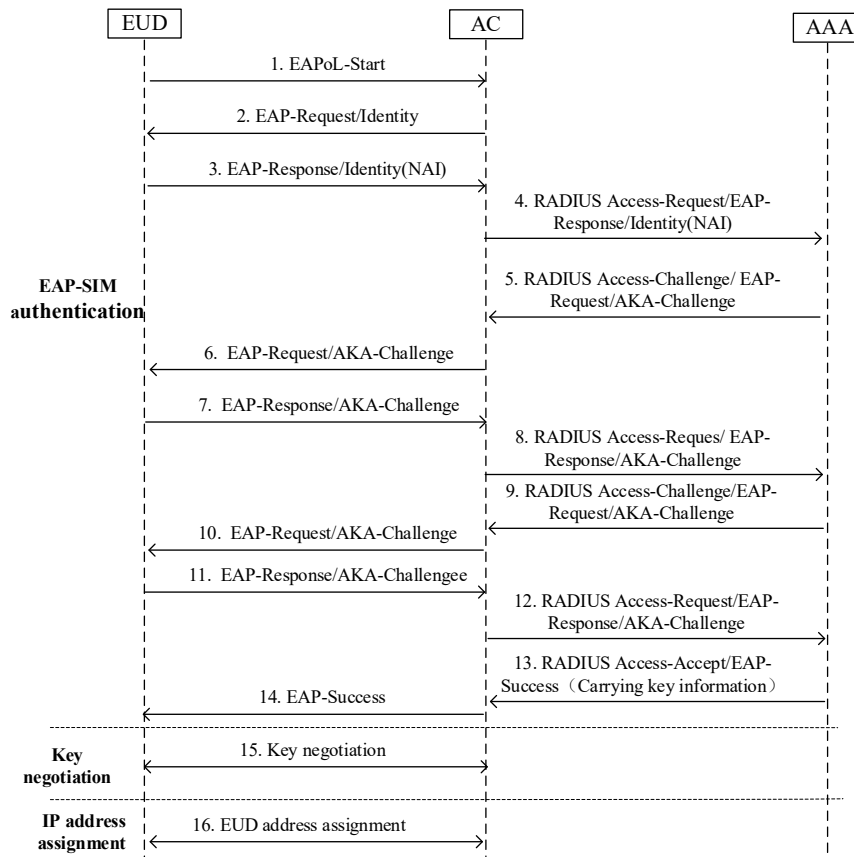 EUD
AC
AAA
1. EAPoL-Start
2. EAP-Request/Identity
3. EAP-Response/Identity(NAI)
4. RADIUS Access-Request/EAP-
Response/Identity(NAI)
EAP-SIM
authentication
5. RADIUS Access-Challenge/ EAP-
Request/AKA-Challenge
6. EAP-Request/AKA-Challenge
7. EAP-Response/AKA-Challenge
8. RADIUS Access-Reques/ EAP-
Response/AKA-Challenge
9. RADIUS Access-Challenge/EAP-
Request/AKA-Challenge
10. EAP-Request/AKA-Challenge
11. EAP-Response/AKA-Challengee
12. RADIUS Access-Request/EAP-
Response/AKA-Challenge
13. RADIUS Access-Accept/EAP-
Success（Carrying key information）
14. EAP-Success
Key
negotiation
15. Key negotiation
IP address
assignment
16. EUD address assignment